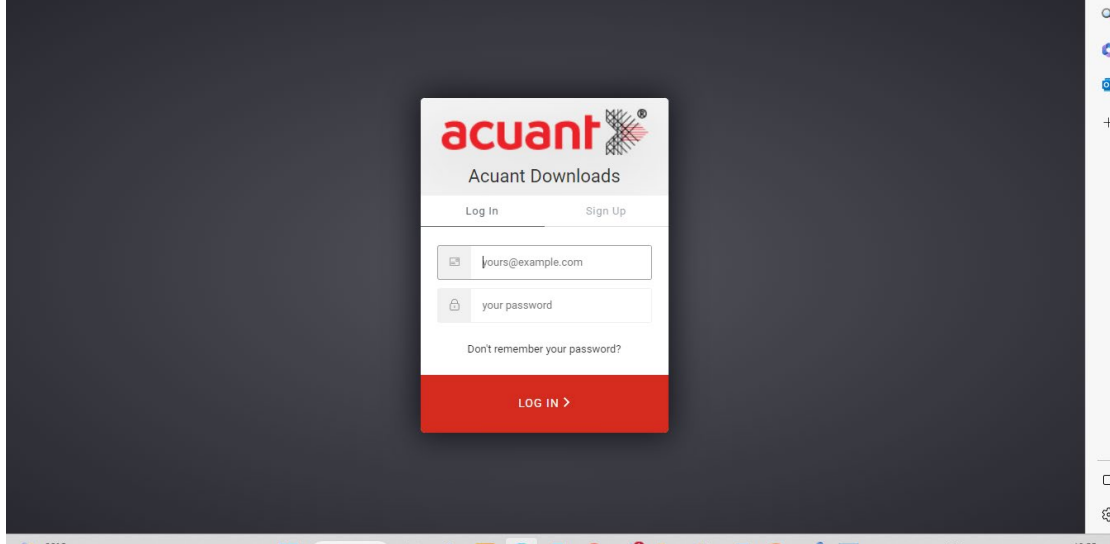 acuant®
Acuant Downloads
Log In Sign Up
yours@example.com
your password
Don't remember your password?
LOG IN >